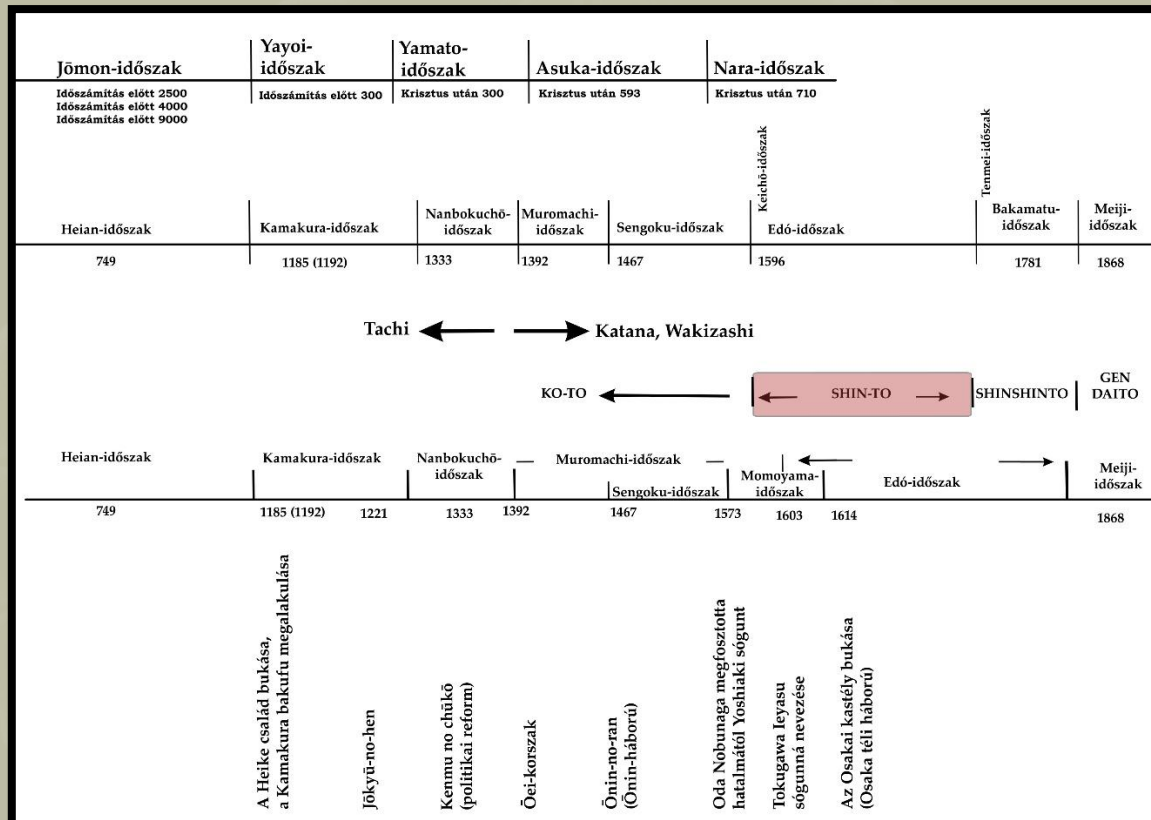 Jōmon-időszak
Yayoi-
időszak
Yamato-
időszak
Asuka-időszak
Nara-időszak
Időszámítás előtt 2500
Időszámítás előtt 4000
Időszámítás előtt 9000
Időszámítás előtt 300
Krisztus után 300
Krisztus után 593
Krisztus után 710
Keichō-időszak
Tenmei-időszak
Heian-időszak
Kamakura-időszak
Nanbokuchō-
időszak
Muromachi-
időszak
Sengoku-időszak
Edó-időszak
Bakamatu-
időszak
Meiji-
időszak
749
1185 (1192)
1333
1392
1467
1596
1781
1868
Tachi
Katana, Wakizashi
KO-TO
SHIN-TO
SHINSHINTO
GEN
DAITO
Heian-időszak
Kamakura-időszak
Nanbokuchō-
időszak
Muromachi-időszak
Sengoku-időszak
Momoyama-
időszak
Edó-időszak
Meiji-
időszak
749
1185 (1192)
1221
1333
1392
1467
1573
1603
1614
1868
A Heike család bukása,
a Kamakura bakufu megalakulása
Jōkyū-no-hen
Kenmu no chūkō
(politikai reform)
Ōei-korszak
Ōnin-no-ran
(Ōnin-háború)
Oda Nobunaga megfosztotta
hatalmától Yoshiaki sógunt
Tokugawa Ieyasu
sógunná nevezése
Az Osakai kastély bukása
(Osaka téli háború)